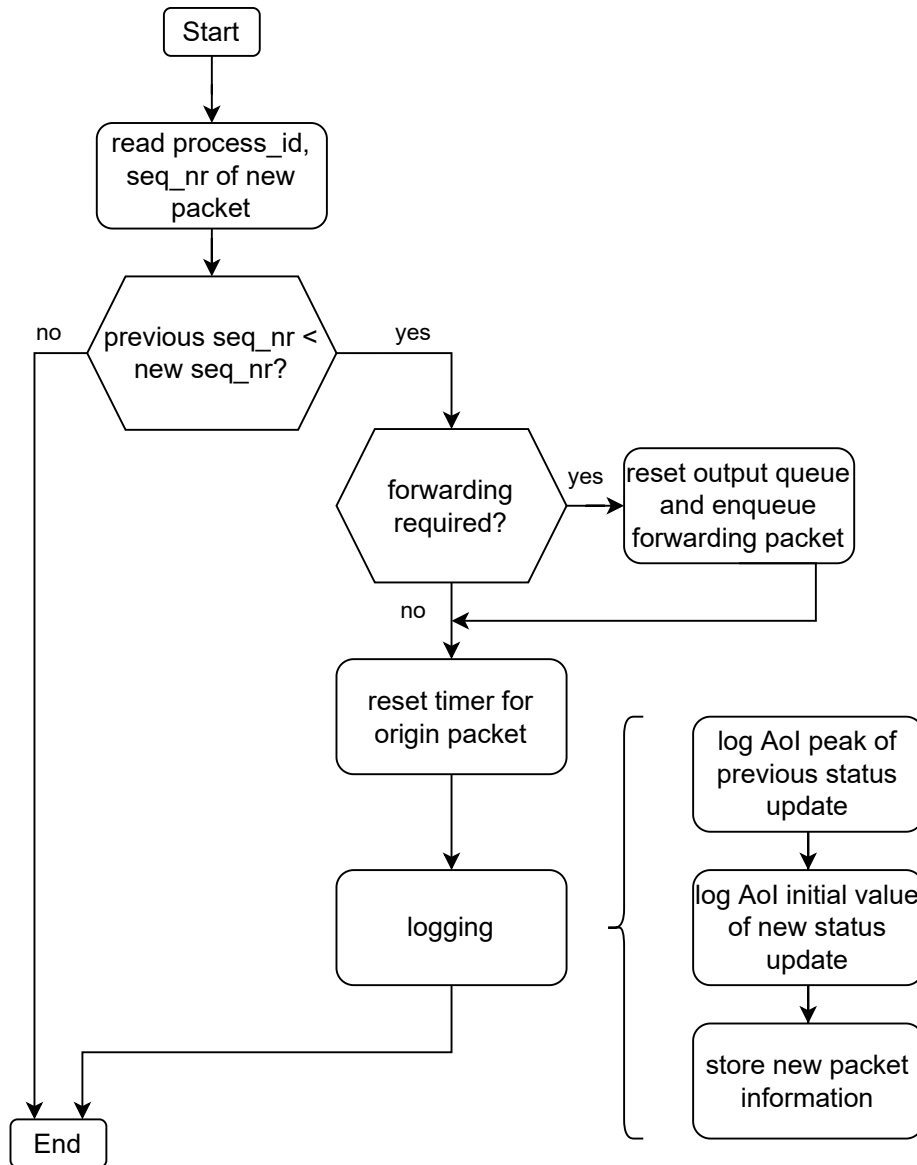 Start
read process_id,
seq_nr of new
packet
no
previous seq_nr <
new seq_nr?
yes
forwarding
required?
yes
reset output queue
and enqueue
forwarding packet
no
reset timer for
origin packet
logging
log AoI peak of
previous status
update
log AoI initial value
of new status
update
store new packet
information
End